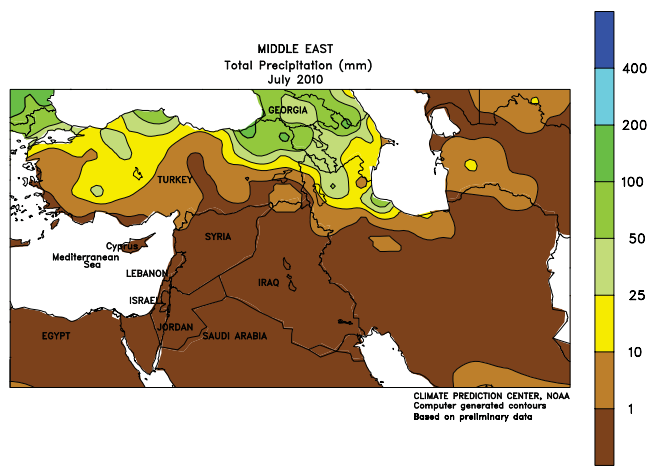 MIDDLE EAST
Total Precipitation (mm)
July 2010
GEORGIA
TURKEY
SYRIA
Cyprus
Mediterranean
Sea
LEBANON
IRAQ
ISRAEL
JORDAN
EGYPT
SAUDI ARABIA
400
200
100
50
25
10
1
CLIMATE PREDICTION CENTER, NOAA
Computer generated contours
Based on preliminary data